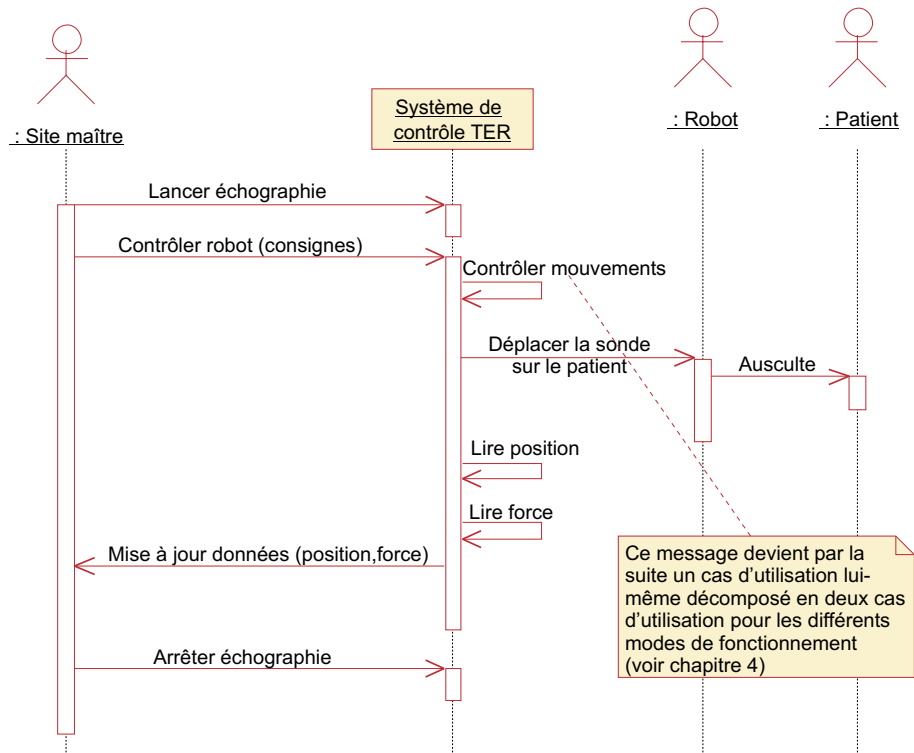 Système de
contrôle TER
: Site maître
: Robot
: Patient
Lancer échographie
Contrôler robot (consignes)
Contrôler mouvements
Déplacer la sonde
sur le patient
Ausculte
Lire position
Lire force
Mise à jour données (position,force)
Ce message devient par la
suite un cas d’utilisation lui-
même décomposé en deux cas
d’utilisation pour les différents
modes de fonctionnement
(voir chapitre 4)
Arrêter échographie